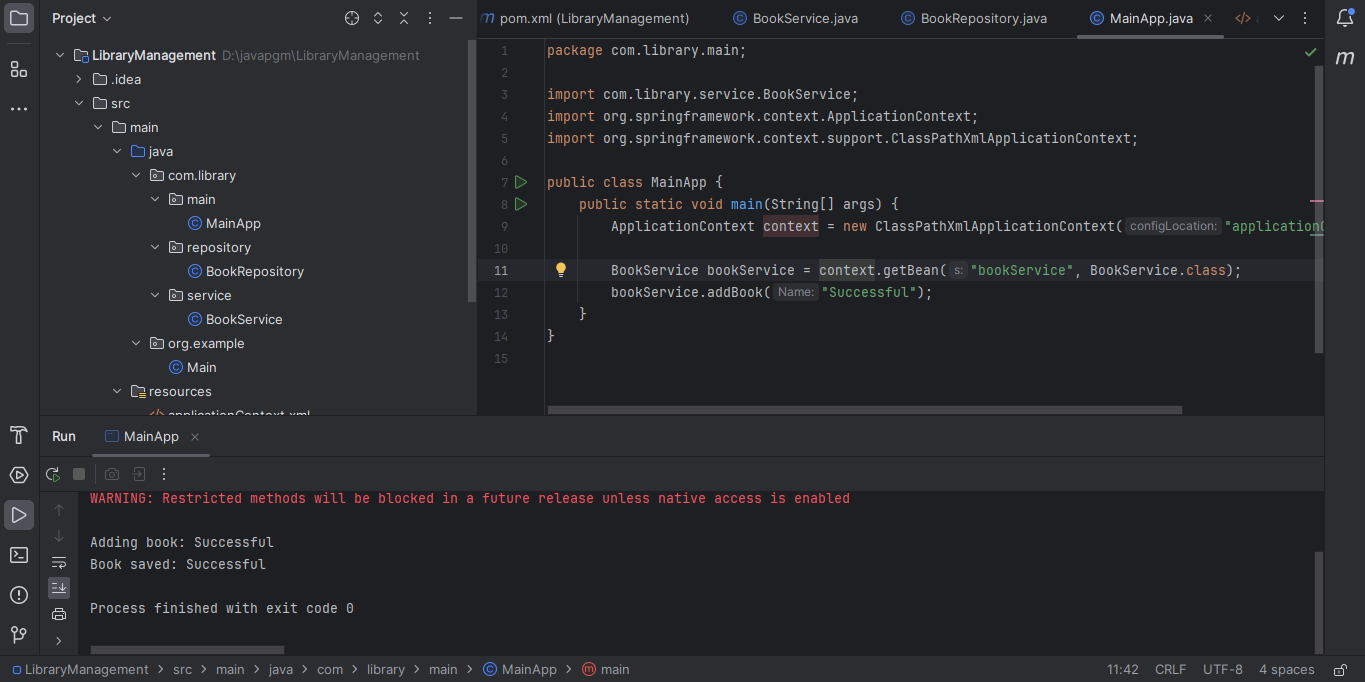 Project
pom.xml (LibraryManagement)
BookService.java
BookRepository.java
MainApp.java
LibraryManagement D:\javapgm\LibraryManagement
.idea
src
main
java
com.library
main
MainApp
repository
BookRepository
service
BookService
org.example
Main
resources
applicationContext.xml
1 package com.library.main;
2
3 import com.library.service.BookService;
4 import org.springframework.context.ApplicationContext;
5 import org.springframework.context.support.ClassPathXmlApplicationContext;
6
7 public class MainApp {
8 public static void main(String[] args) {
9 ApplicationContext context = new ClassPathXmlApplicationContext( configLocation: "applicationC
10
11 BookService bookService = context.getBean( s: "bookService", BookService.class);
12 bookService.addBook( Name: "Successful");
13 }
14 }
15
m
Run MainApp
WARNING: Restricted methods will be blocked in a future release unless native access is enabled
Adding book: Successful
Book saved: Successful
Process finished with exit code 0
LibraryManagement > src > main > java > com > library > main > MainApp > main
11:42 CRLF UTF-8 4 spaces